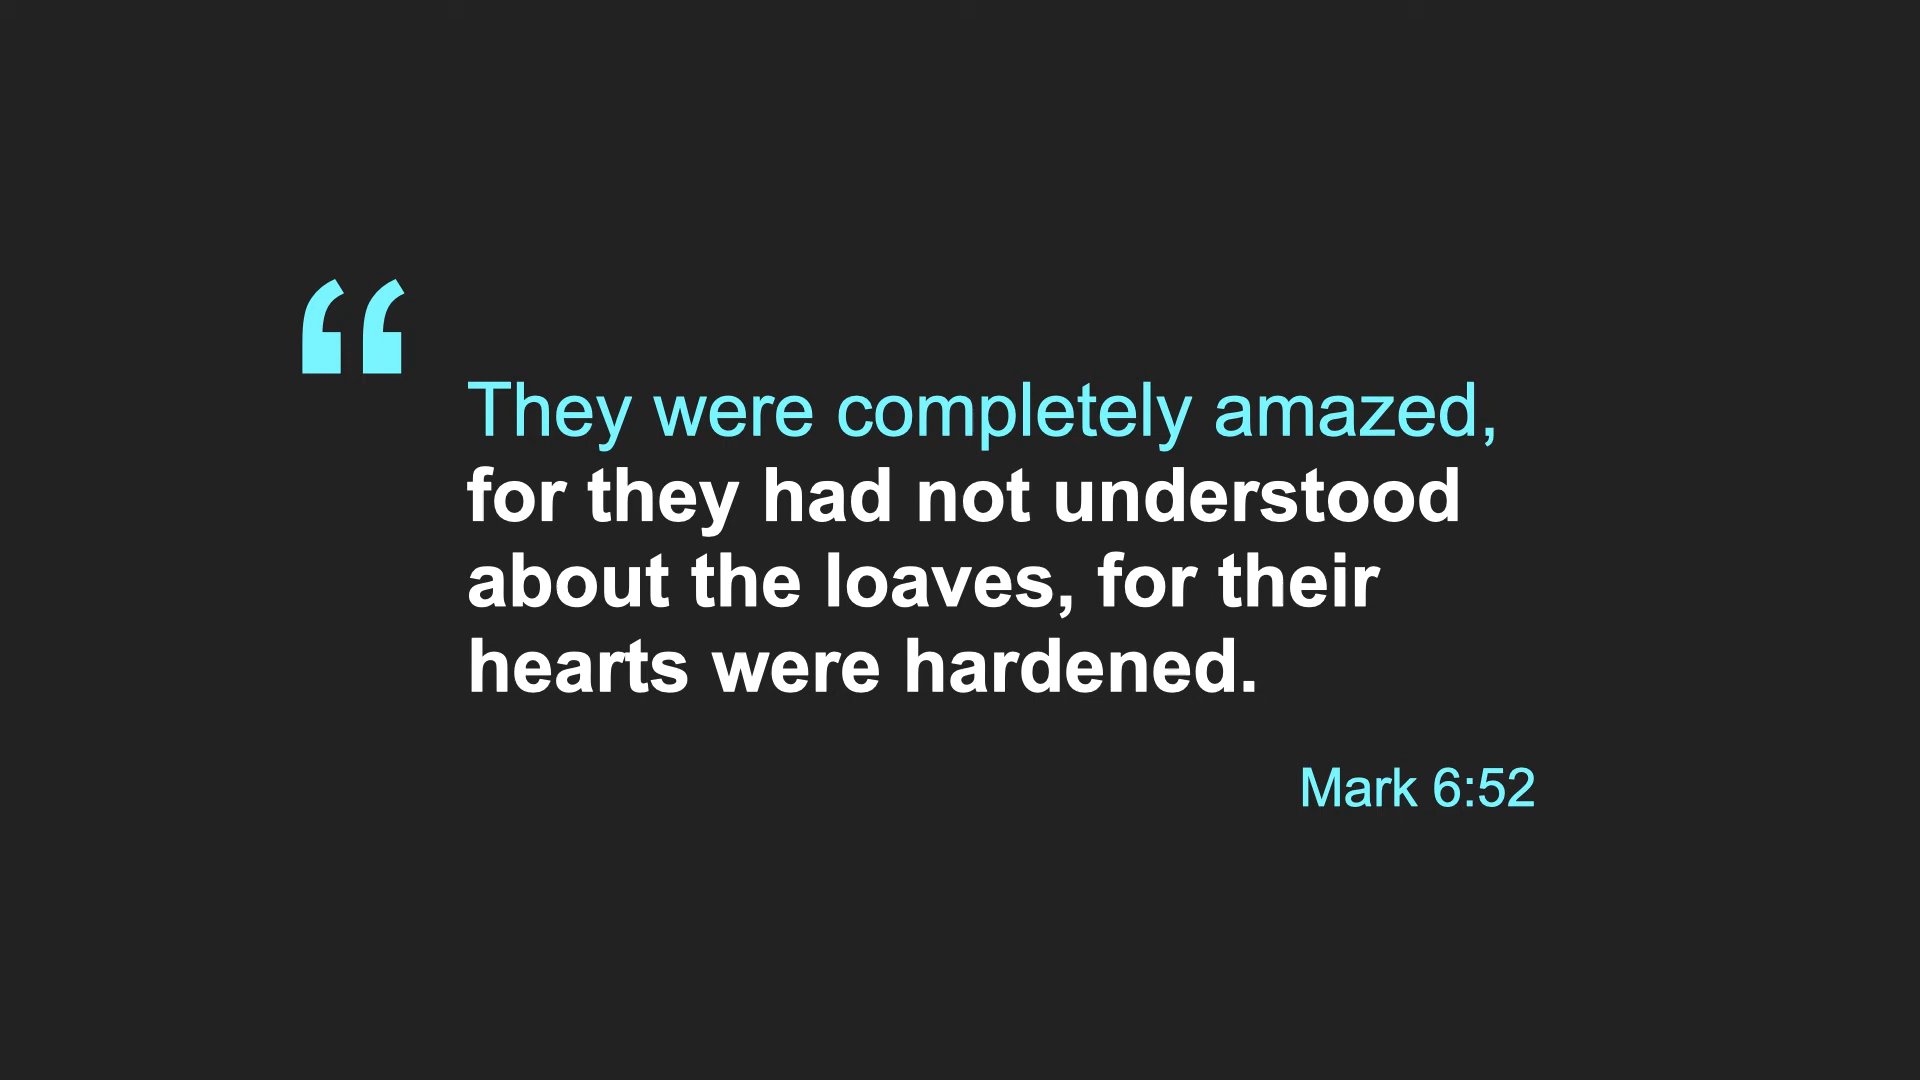 “
They were completely amazed,
for they had not understood
about the loaves, for their
hearts were hardened.
Mark 6:52